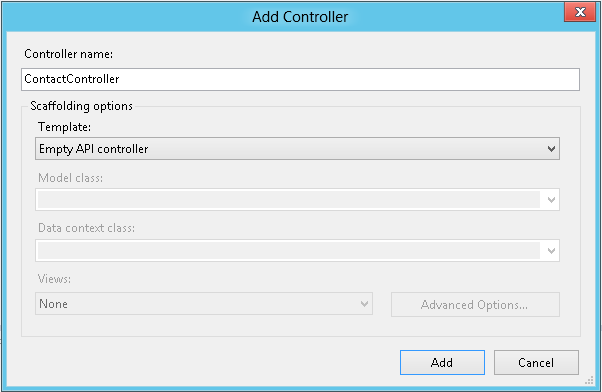 Add Controller
Controller name:
ContactController
Scaffolding options
Template:
Empty API controller
Model class:
Data context class:
Views:
None
Advanced Options...
Add
Cancel